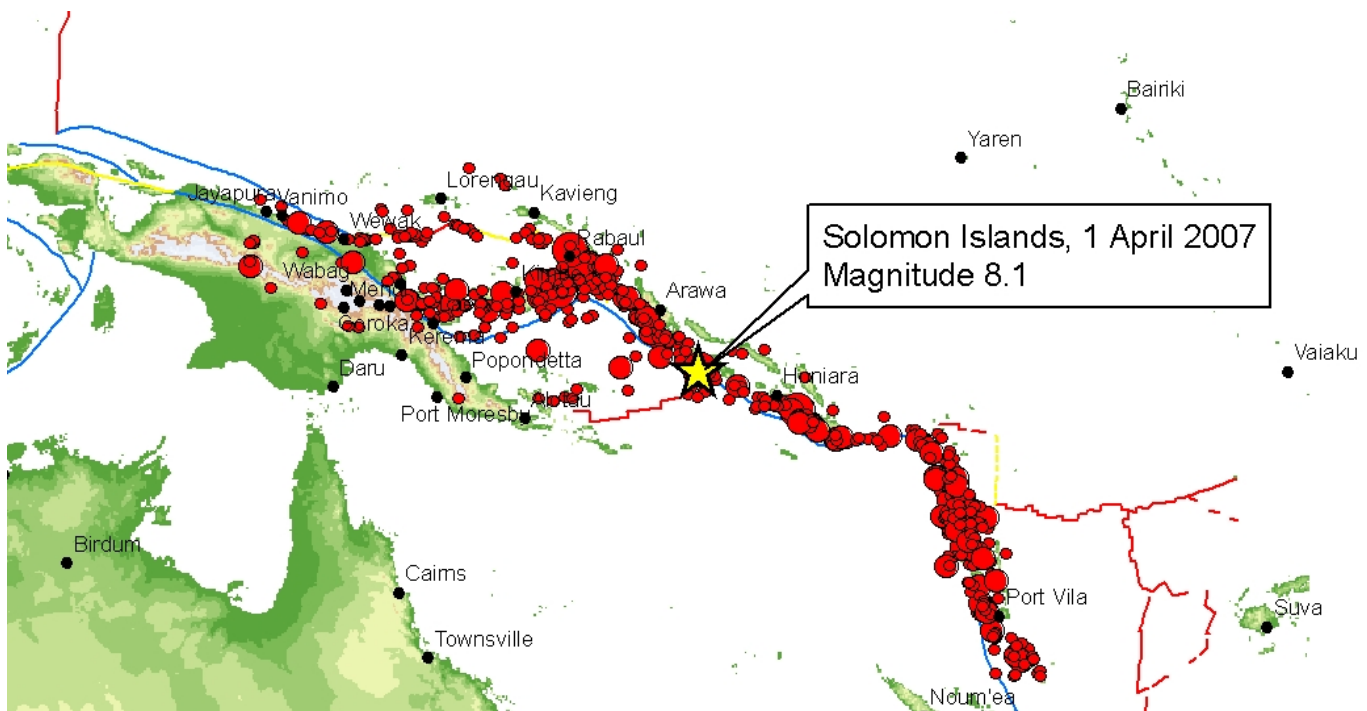 Bairiki
Yaren
Lorengau
Kavieng
Jayapura
Vanimo
Wewak
Rabaul
Solomon Islands, 1 April 2007
Magnitude 8.1
Wabag
Arawa
Goroka
Kerema
Vaiaku
Daru
Popondetta
Honiara
Port Moresby
Alotau
Birdum
Cairns
Port Vila
Suva
Townsville
Noum'ea